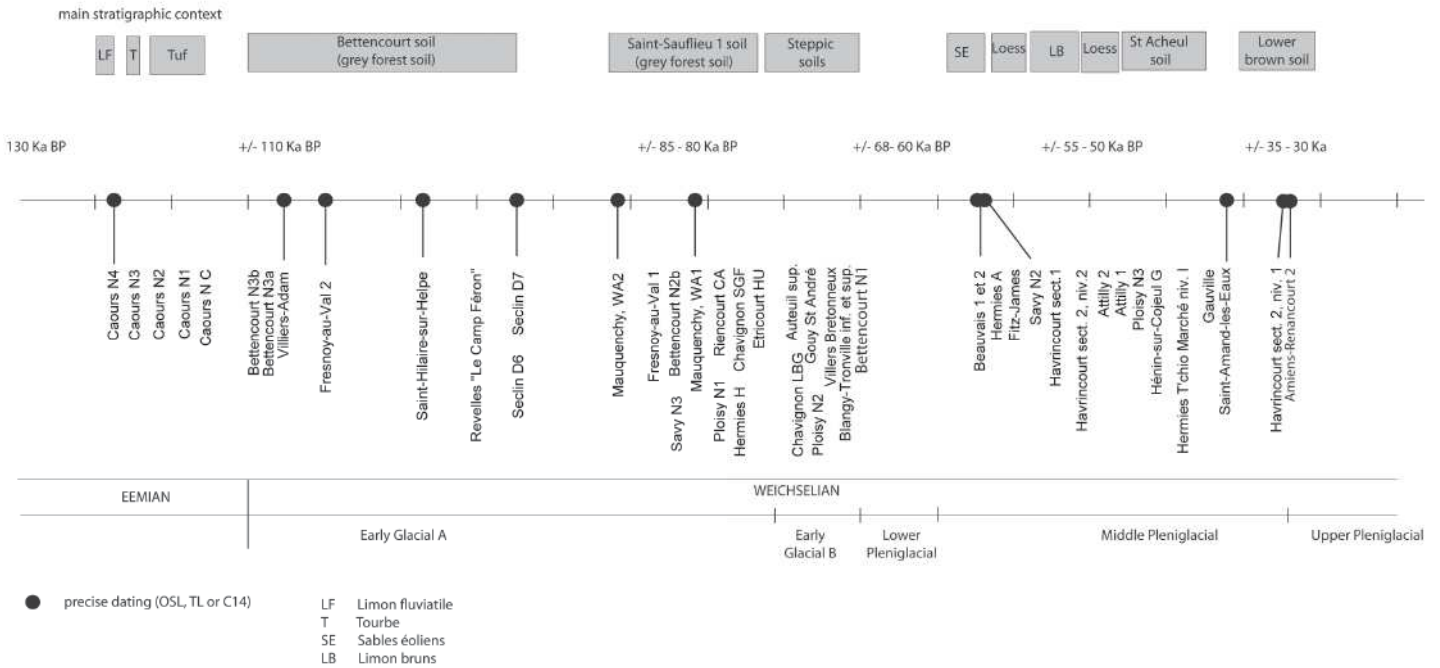 main stratigraphic context
LF
T
Tuf
Bettencourt soil
(grey forest soil)
Saint-Sauflieu 1 soil
(grey forest soil)
Steppic
soils
SE
Loess
LB
Loess
St Acheul
soil
Lower
brown soil
130 Ka BP
+/- 110 Ka BP
+/- 85 - 80 Ka BP
+/- 68- 60 Ka BP
+/- 55 - 50 Ka BP
+/- 35 - 30 Ka
Caours N4
Caours N3
Caours N2
Caours N1
Caours N C
Bettencourt N3b
Bettencourt N3a
Villiers-Adam
Fresnoy-au-Val 2
Saint-Hilaire-sur-Helpe
Revelles "Le Camp Féron"
Seclin D6
Seclin D7
Mauquenchy, WA2
Fresnoy-au-Val 1
Savy N3
Bettencourt N2b
Mauquenchy, WA1
Ploisy N1
Riencourt CA
Hermies H
Chavignon SGF
Etricourt HU
Chavignon LBG
Auteuil sup.
Ploisy N2
Gouy St André
Villers Bretonneux
Blangy-Tronville inf. et sup.
Bettencourt N1
Beauvais 1 et 2
Hermies A
Fitz-James
Savy N2
Havrincourt sect.1
Havrincourt sect. 2, niv.2
Attilly 2
Attilly 1
Ploisy N3
Hénin-sur-Cojeul G
Hermies T'chio Marché niv. I
Gauville
Saint-Amand-les-Eaux
Havrincourt sect. 2, niv. 1
Amiens-Renancourt 2
EEMIAN
WEICHSELIAN
Early Glacial A
Early
Glacial B
Lower
Pleniglacial
Middle Pleniglacial
Upper Pleniglacial
precise dating (OSL, TL or C14)
LF Limon fluviatile
T Tourbe
SE Sables éoliens
LB Limon bruns